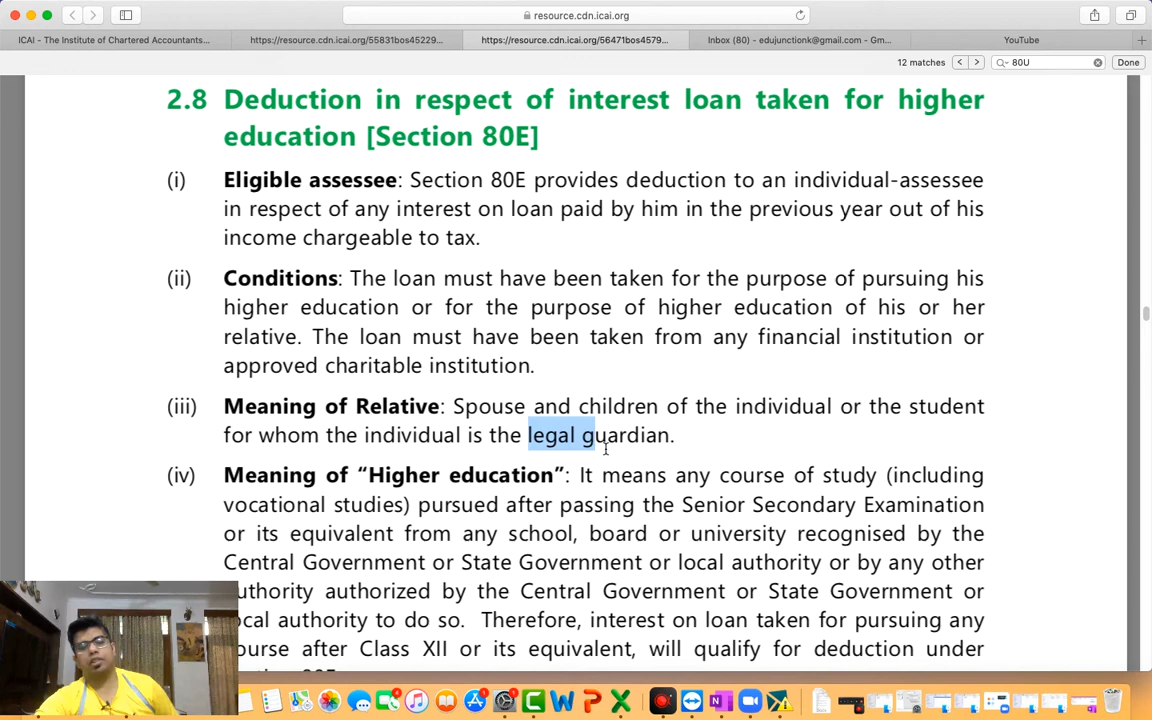 resource.cdn.icai.org
ICAI - The Institute of Chartered Accountants...
https://resource.cdn.icai.org/55831bos45229...
https://resource.cdn.icai.org/56471bos4579...
Inbox (80) - edujunctionk@gmail.com - Gm...
YouTube
12 matches
80U
Done
2.8 Deduction in respect of interest loan taken for higher
education [Section 80E]
(i) Eligible assessee: Section 80E provides deduction to an individual-assessee
in respect of any interest on loan paid by him in the previous year out of his
income chargeable to tax.
(ii) Conditions: The loan must have been taken for the purpose of pursuing his
higher education or for the purpose of higher education of his or her
relative. The loan must have been taken from any financial institution or
approved charitable institution.
(iii) Meaning of Relative: Spouse and children of the individual or the student
for whom the individual is the legal guardian.
(iv) Meaning of “Higher education”: It means any course of study (including
vocational studies) pursued after passing the Senior Secondary Examination
or its equivalent from any school, board or university recognised by the
Central Government or State Government or local authority or by any other
authority authorized by the Central Government or State Government or
local authority to do so. Therefore, interest on loan taken for pursuing any
course after Class XII or its equivalent, will qualify for deduction under